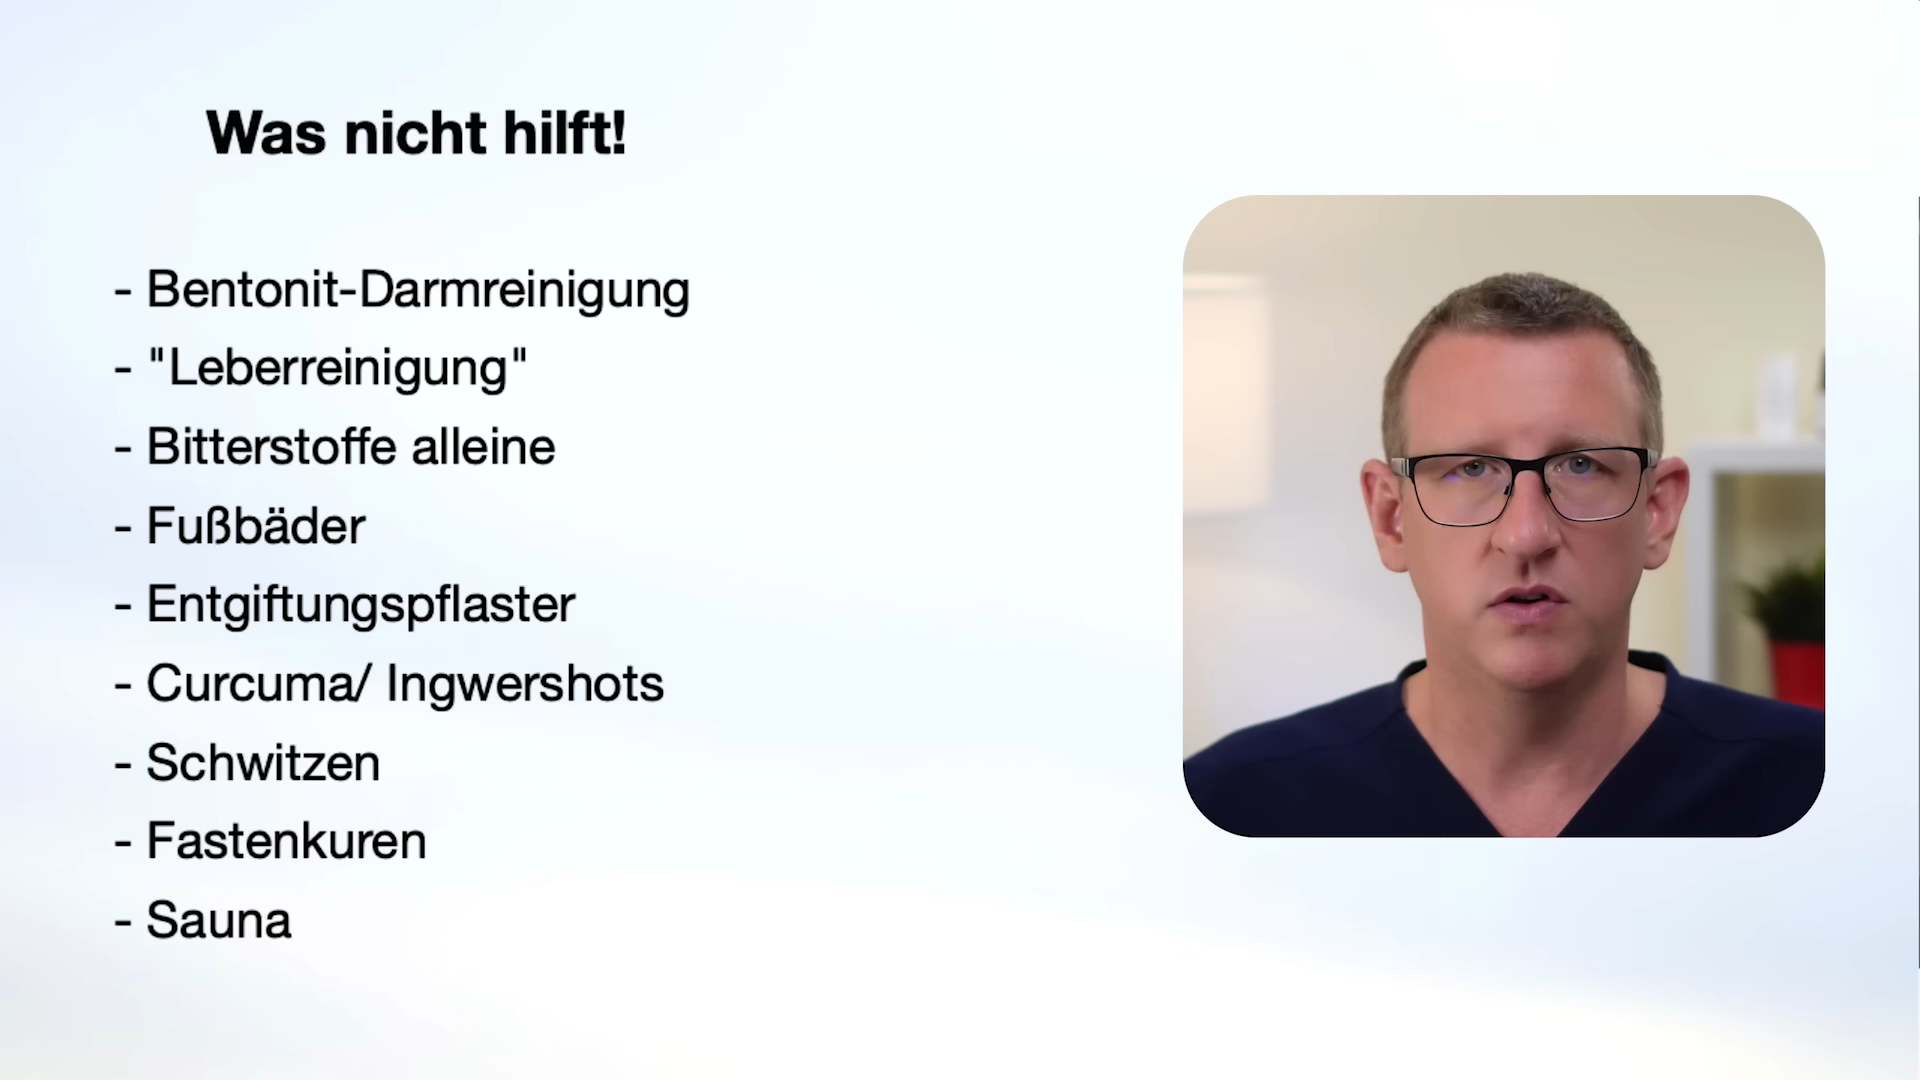 Was nicht hilft!
- Bentonit-Darmreinigung
- "Leberreinigung"
- Bitterstoffe alleine
- Fußbäder
- Entgiftungspflaster
- Curcuma/ Ingwershots
- Schwitzen
- Fastenkuren
- Sauna